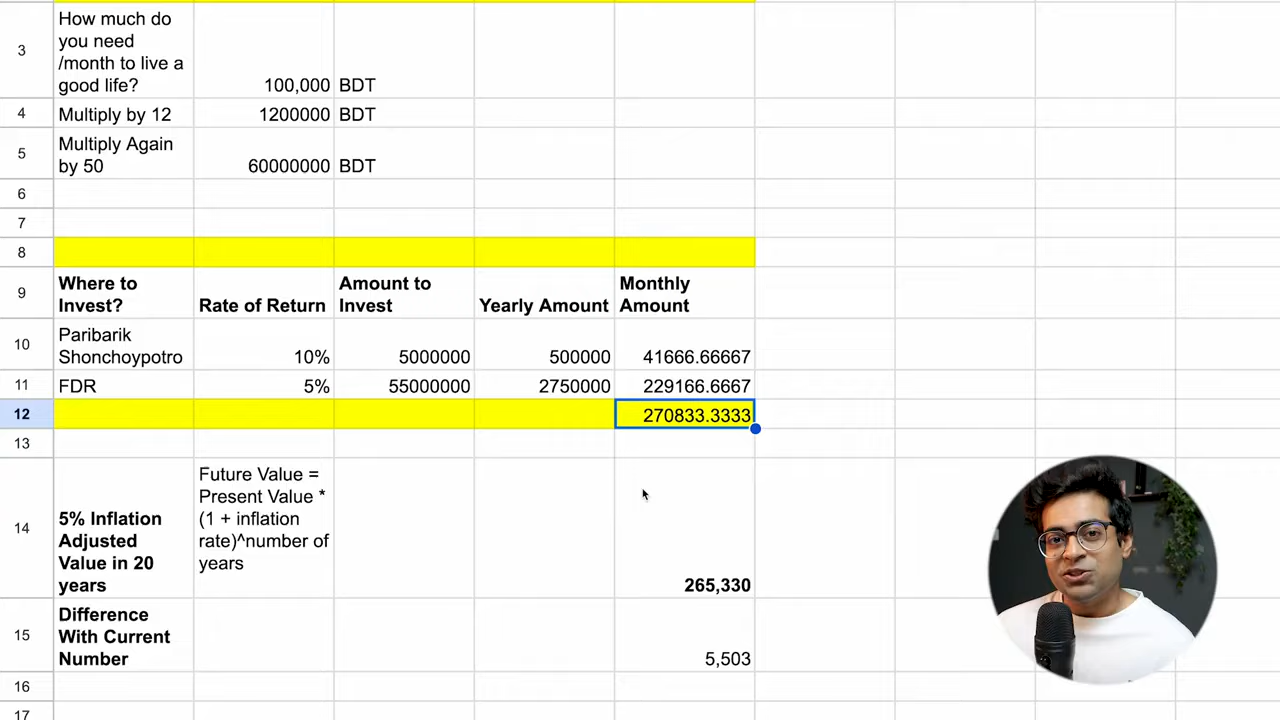 3
How much do
you need
/month to live a
good life?
100,000 BDT
4 Multiply by 12 1200000 BDT
5
Multiply Again
by 50
60000000 BDT
6
7
8
9
Where to
Invest?
Rate of Return
Amount to
Invest
Yearly Amount
Monthly
Amount
10
Paribarik
Shonchoypotro
10% 5000000 500000 41666.66667
11 FDR 5% 55000000 2750000 229166.6667
12 270833.3333
13
14
5% Inflation
Adjusted
Value in 20
years
Future Value =
Present Value *
(1 + inflation
rate)^number of
years
265,330
15
Difference
With Current
Number
5,503
16
17